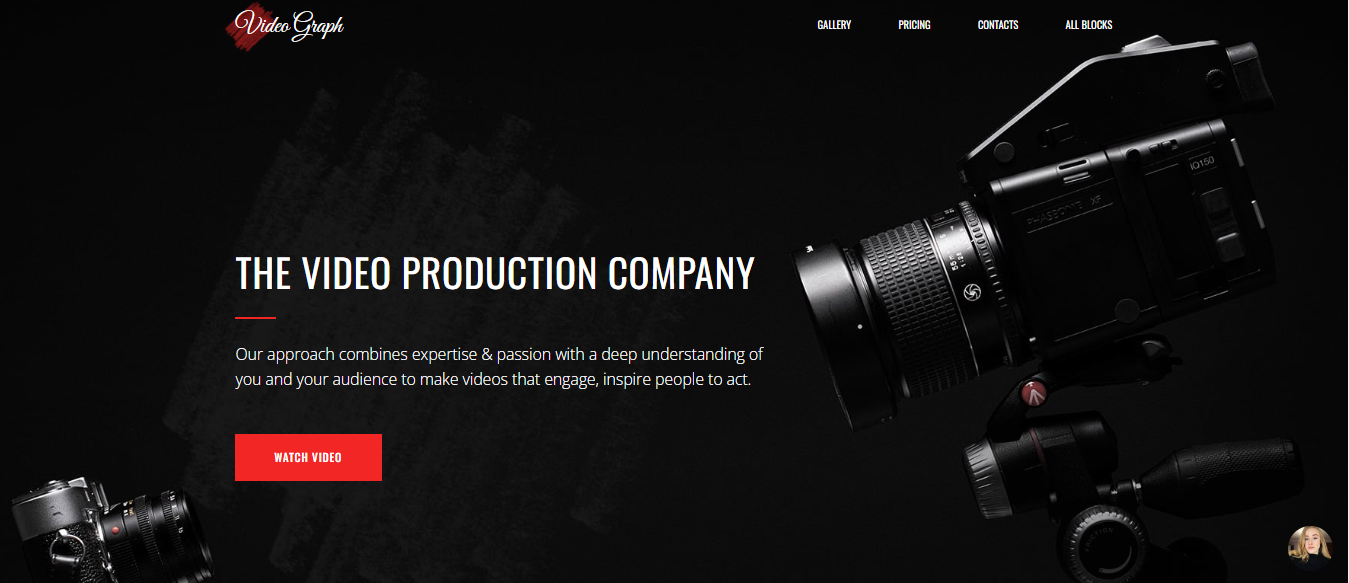 Video Graph
GALLERY PRICING CONTACTS ALL BLOCKS
IQ150
PHASEONE XF
THE VIDEO PRODUCTION COMPANY
Our approach combines expertise & passion with a deep understanding of
you and your audience to make videos that engage, inspire people to act.
WATCH VIDEO